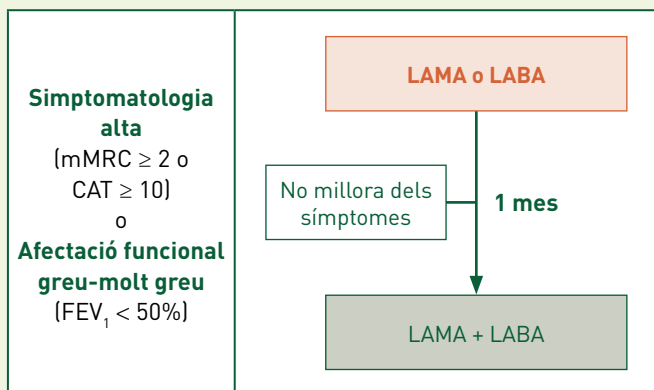 Simptomatologia
alta
(mMRC ≥ 2 o
CAT ≥ 10)
o
Afectació funcional
greu-molt greu
(FEV₁ < 50%)
LAMA o LABA
No millora dels
símptomes
1 mes
LAMA + LABA